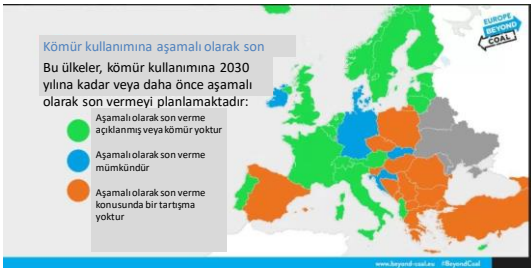 EUROPE
BEYOND
COAL
Kömür kullanımına aşamalı olarak son
Bu ülkeler, kömür kullanımına 2030
yılına kadar veya daha önce aşamalı
olarak son vermeyi planlamaktadır:
Aşamalı olarak son verme
açıklanmış veya kömür yoktur
Aşamalı olarak son verme
mümkündür
Aşamalı olarak son verme
konusunda bir tartışma
yoktur
www.beyond-coal.eu #BeyondCoal